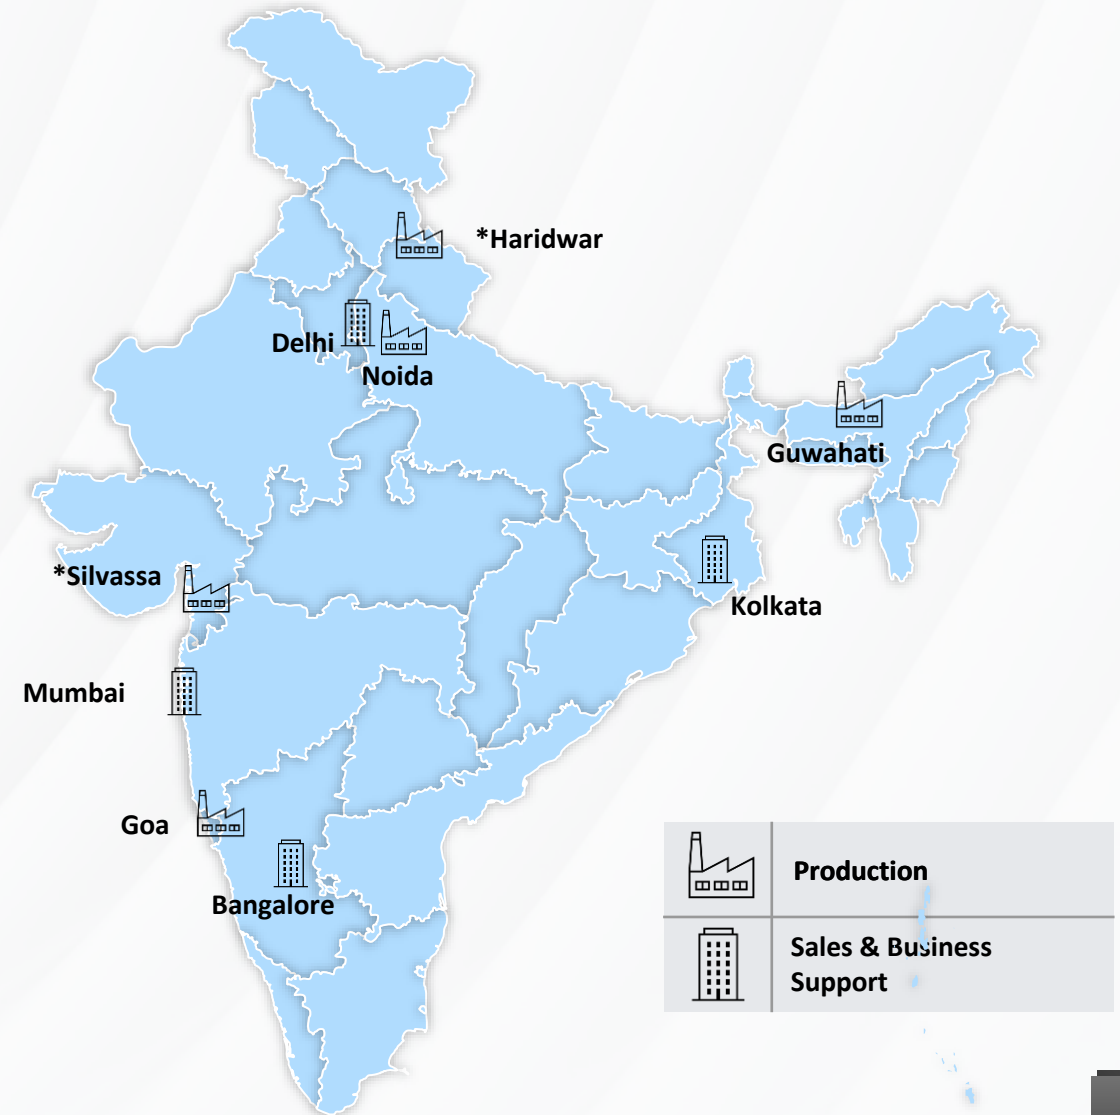 *Haridwar
Delhi
Noida
Guwahati
*Silvassa
Kolkata
Mumbai
Goa
Bangalore
Production
Sales & Business
Support